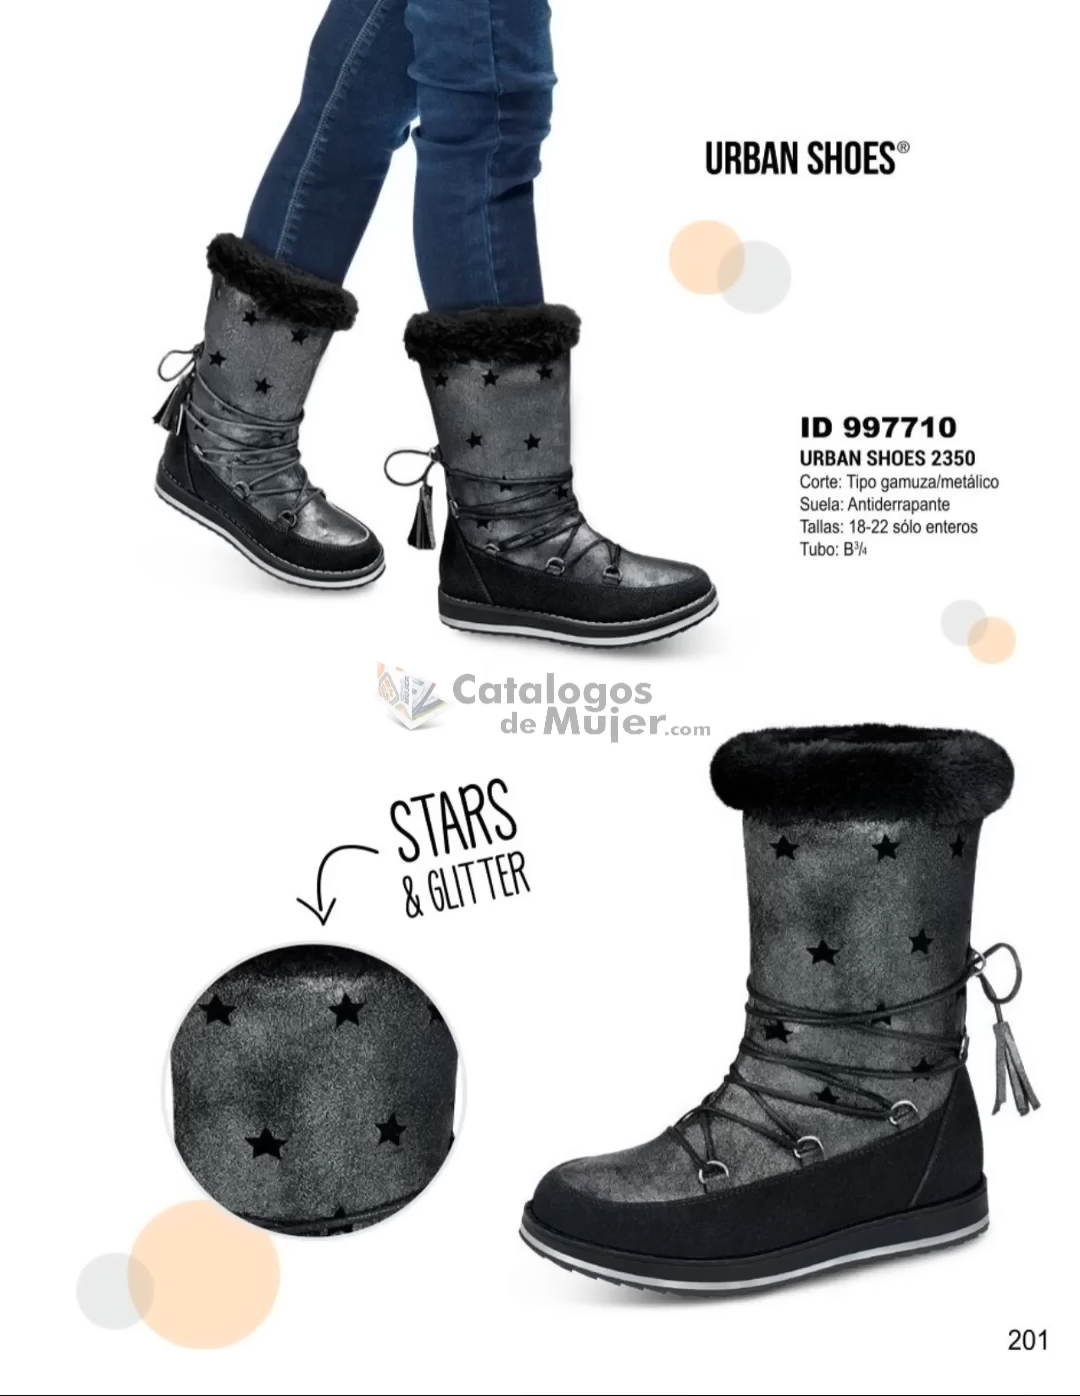 URBAN SHOES®
ID 997710
URBAN SHOES 2350
Corte: Tipo gamuza/metálico
Suela: Antiderrapante
Tallas: 18-22 sólo enteros
Tubo: B¾
Catalogos
de Mujer.com
STARS
& GLITTER
201